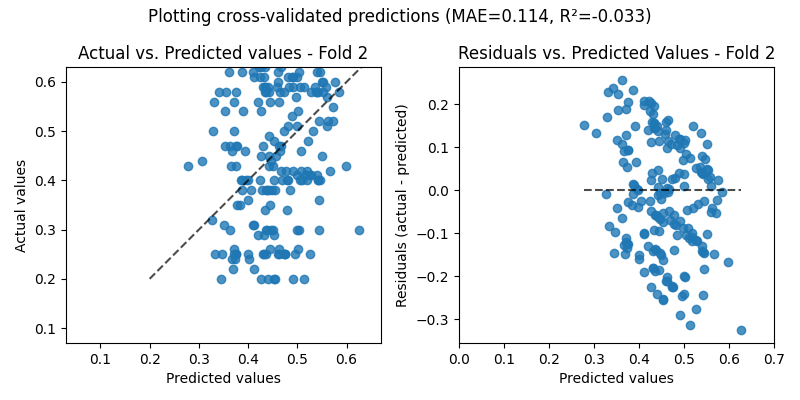 Plotting cross-validated predictions (MAE=0.114, R²=-0.033)
Actual vs. Predicted values - Fold 2
Actual values
0.6
0.5
0.4
0.3
0.2
0.1
0.1 0.2 0.3 0.4 0.5 0.6
Predicted values
Residuals vs. Predicted Values - Fold 2
Residuals (actual - predicted)
0.2
0.1
0.0
−0.1
−0.2
−0.3
0.0 0.1 0.2 0.3 0.4 0.5 0.6 0.7
Predicted values